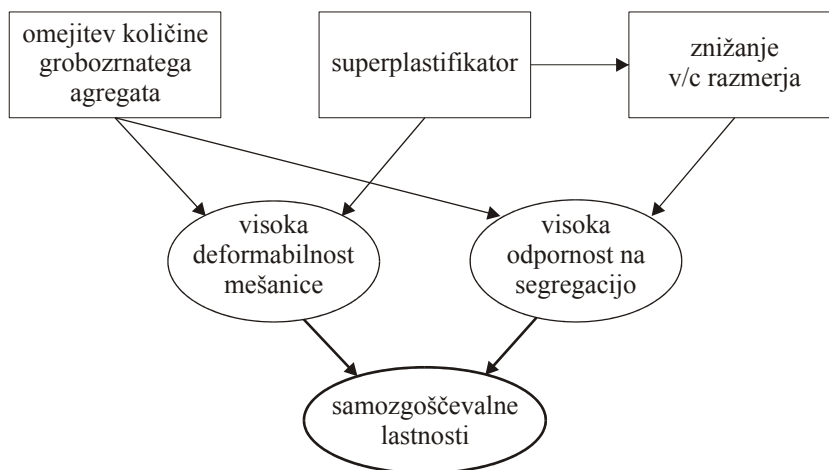 omejitev količine
grobozrnatega
agregata
superplastifikator
znižanje
v/c razmerja
visoka
deformabilnost
mešanice
visoka
odpornost na
segregacijo
samozgoščevalne
lastnosti